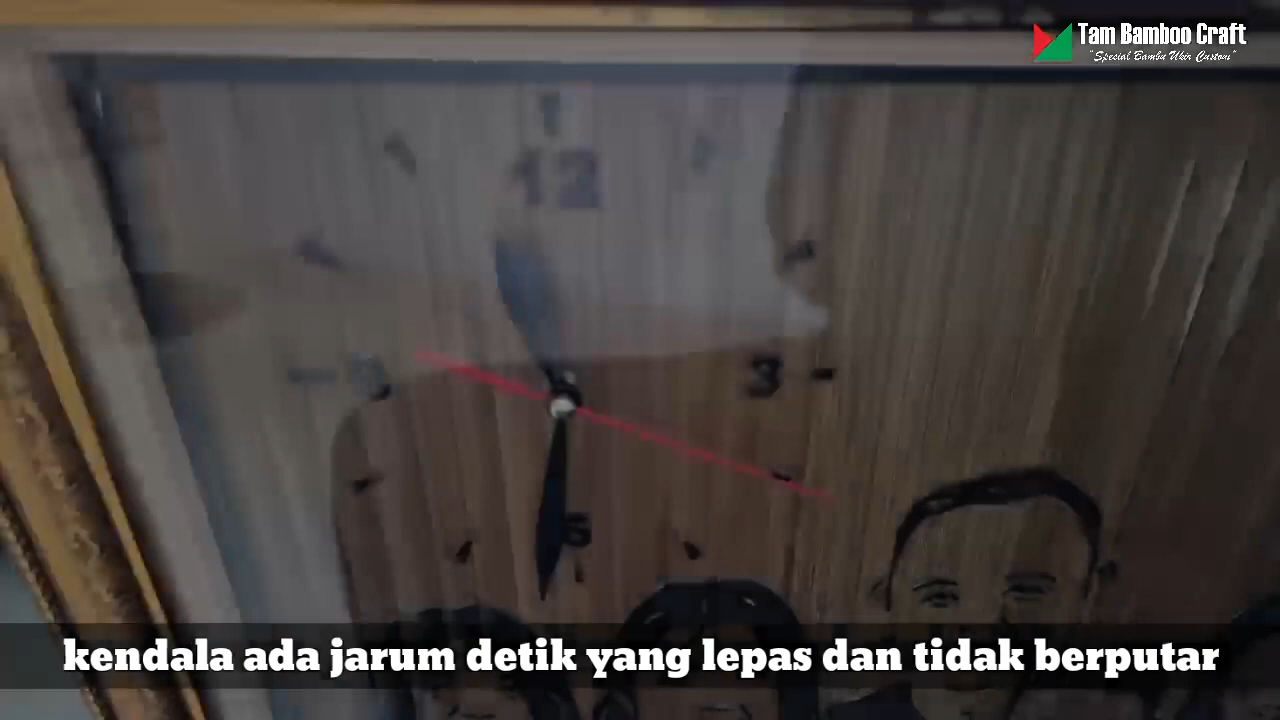 Tam Bamboo Craft
"Special Bambu Ukir Custom"
12
3
6
kendala ada jarum detik yang lepas dan tidak berputar